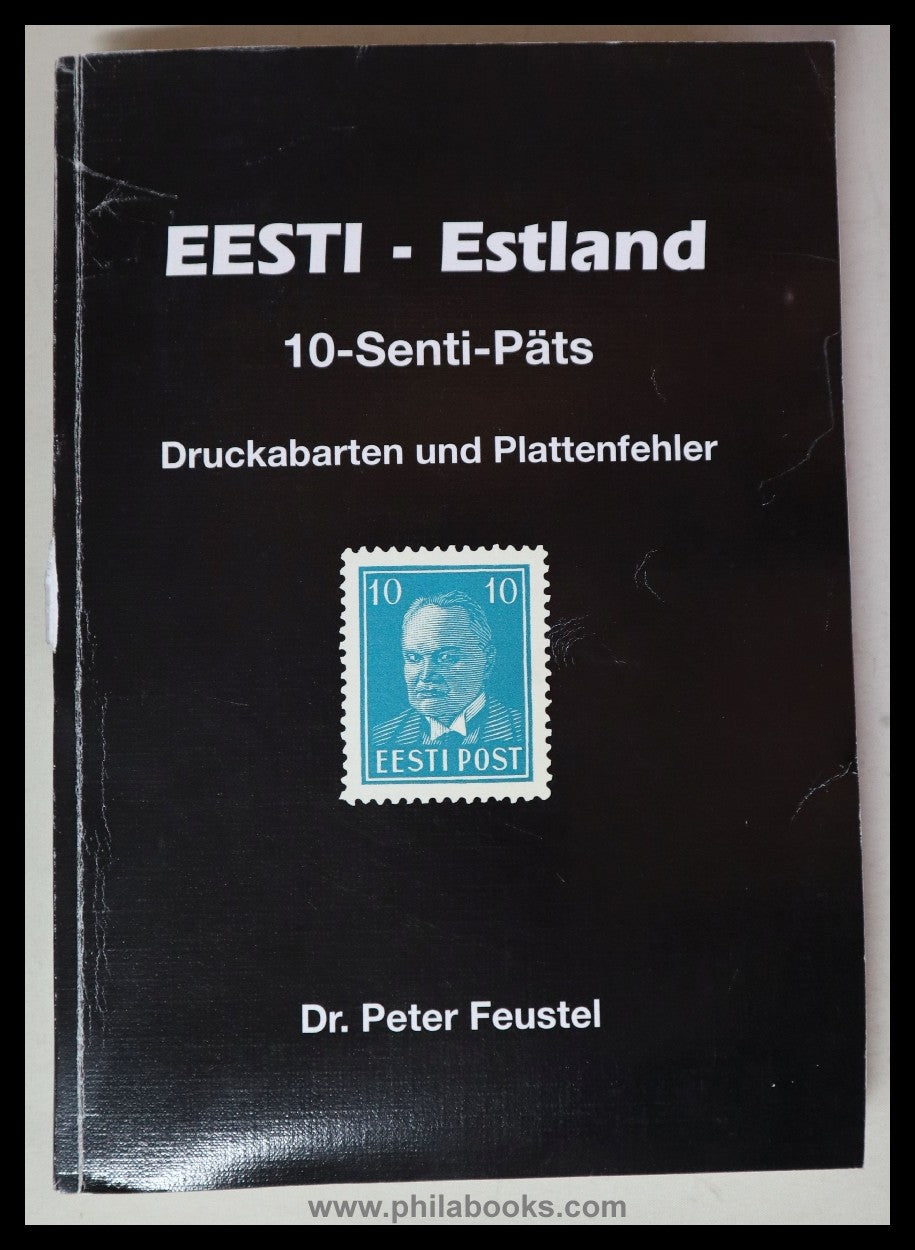 EESTI - Estland
10-Senti-Päts
Druckabarten und Plattenfehler
10 10
EESTI POST
Dr. Peter Feustel
www.philabooks.com